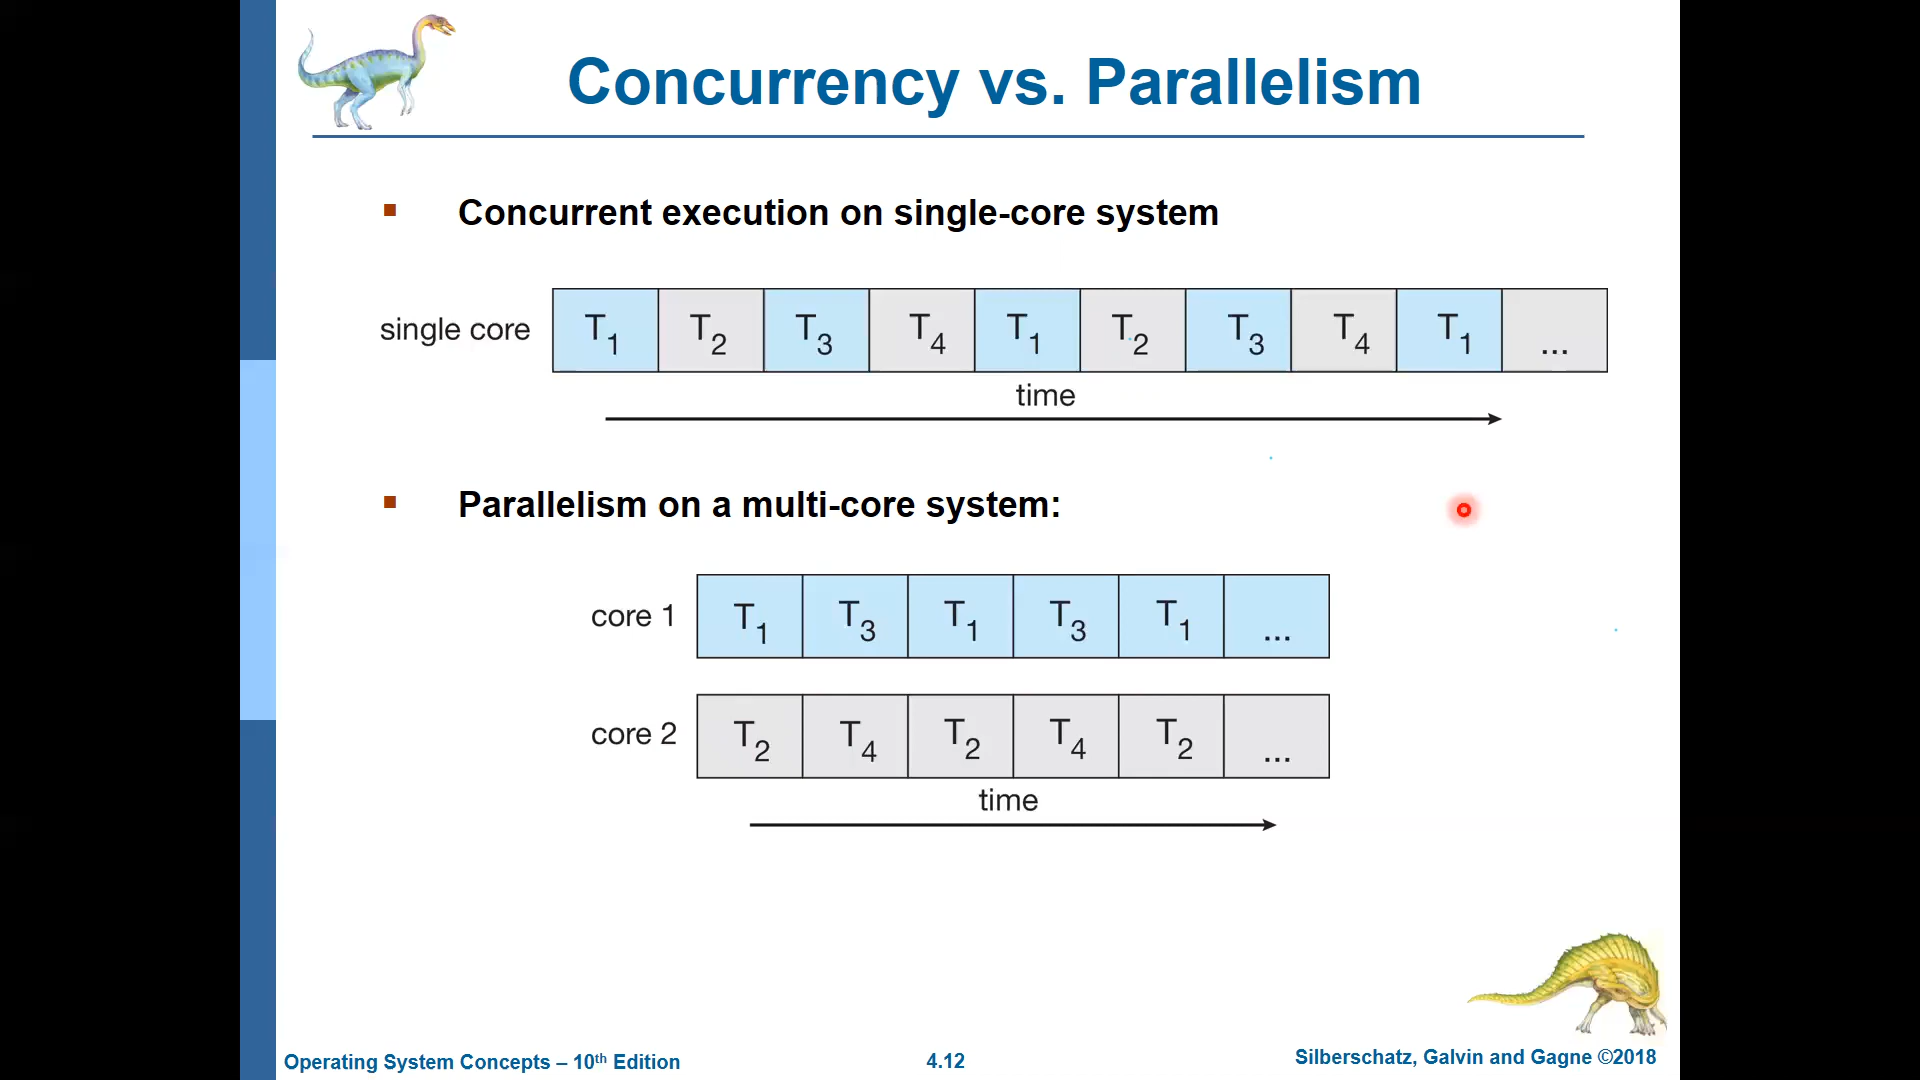 Concurrency vs. Parallelism
Concurrent execution on single-core system
single core T1 T2 T3 T4 T1 T2 T3 T4 T1 ...
time
Parallelism on a multi-core system:
core 1 T1 T3 T1 T3 T1 ...
core 2 T2 T4 T2 T4 T2 ...
time
Operating System Concepts – 10th Edition 4.12 Silberschatz, Galvin and Gagne ©2018